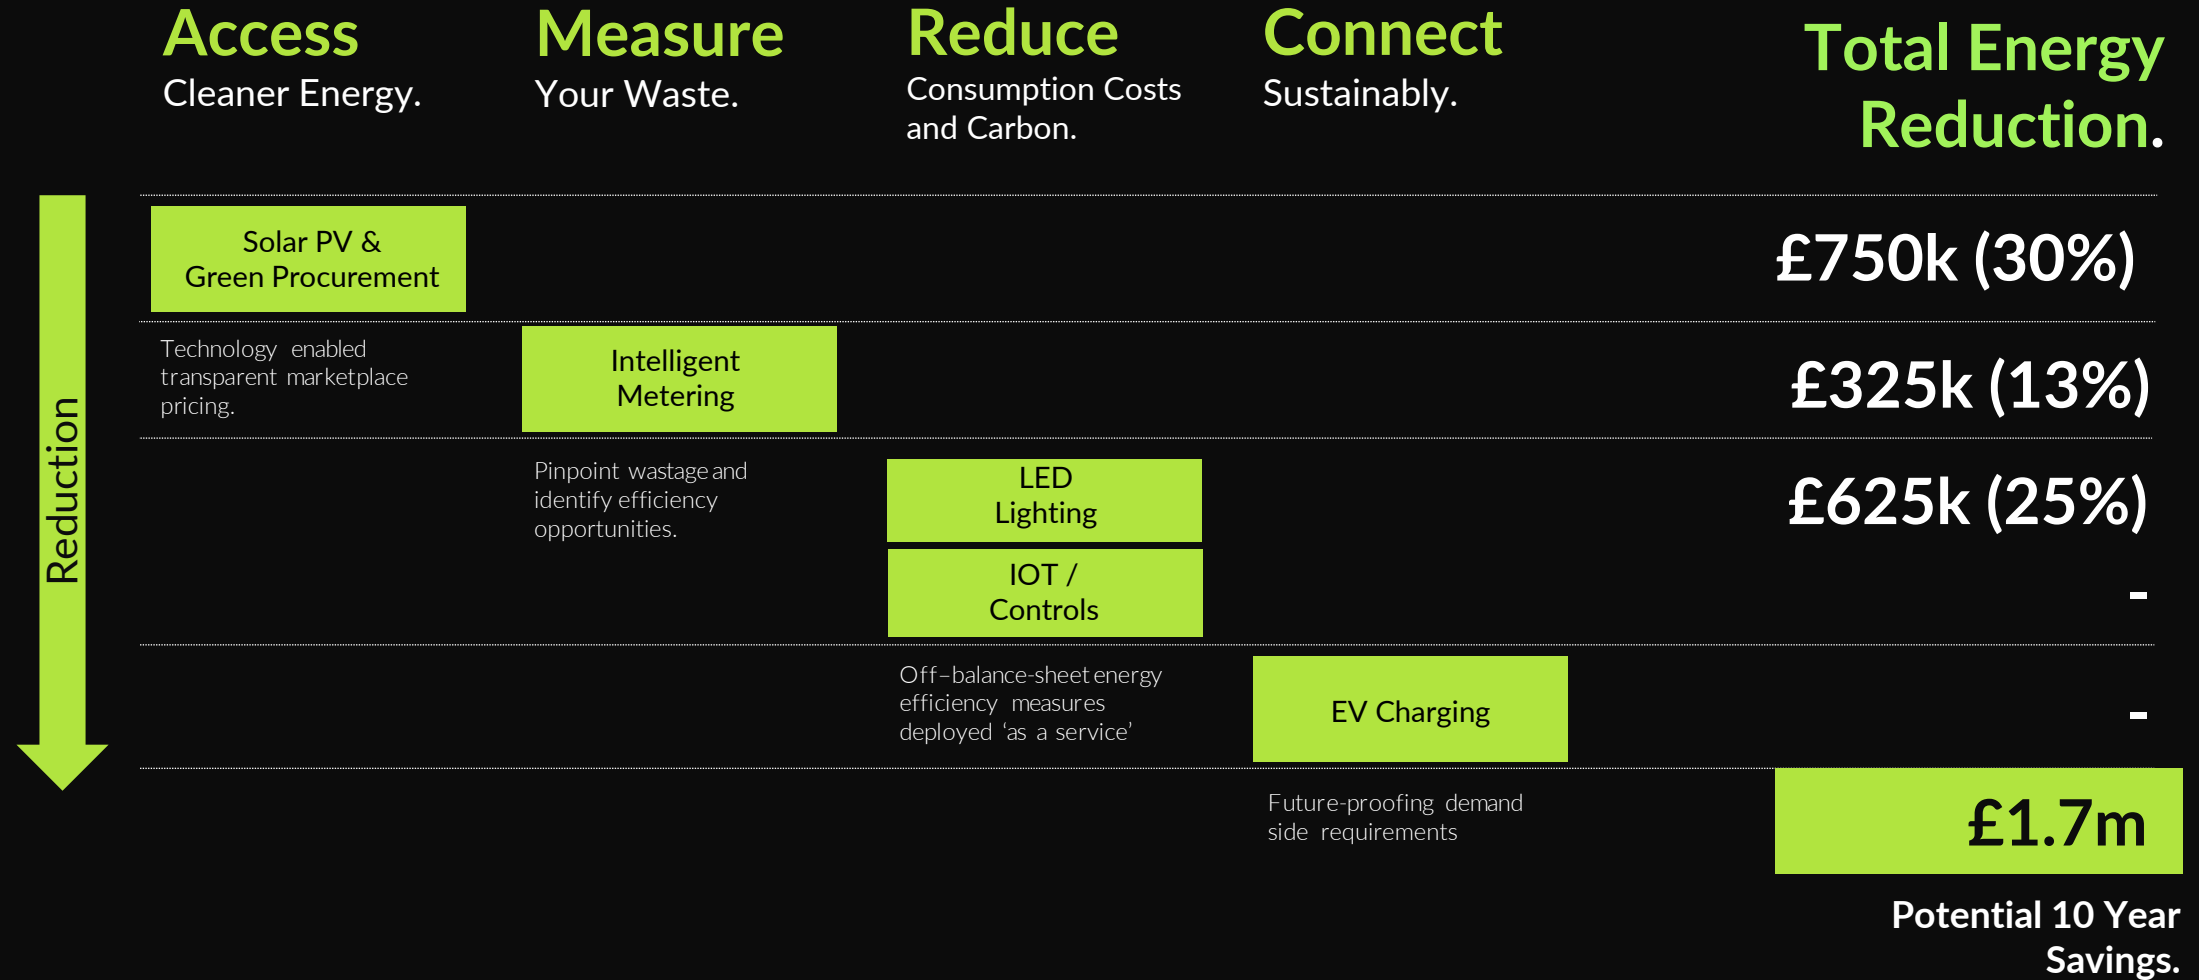 Access
Cleaner Energy.
Measure
Your Waste.
Reduce
Consumption Costs
and Carbon.
Connect
Sustainably.
Total Energy
Reduction.
Reduction
Solar PV &
Green Procurement
£750k (30%)
Technology enabled
transparent marketplace
pricing.
Intelligent
Metering
£325k (13%)
Pinpoint wastage and
identify efficiency
opportunities.
LED
Lighting
£625k (25%)
IOT /
Controls
-
Off–balance-sheet energy
efficiency measures
deployed ‘as a service’
EV Charging
-
Future-proofing demand
side requirements
£1.7m
Potential 10 Year
Savings.